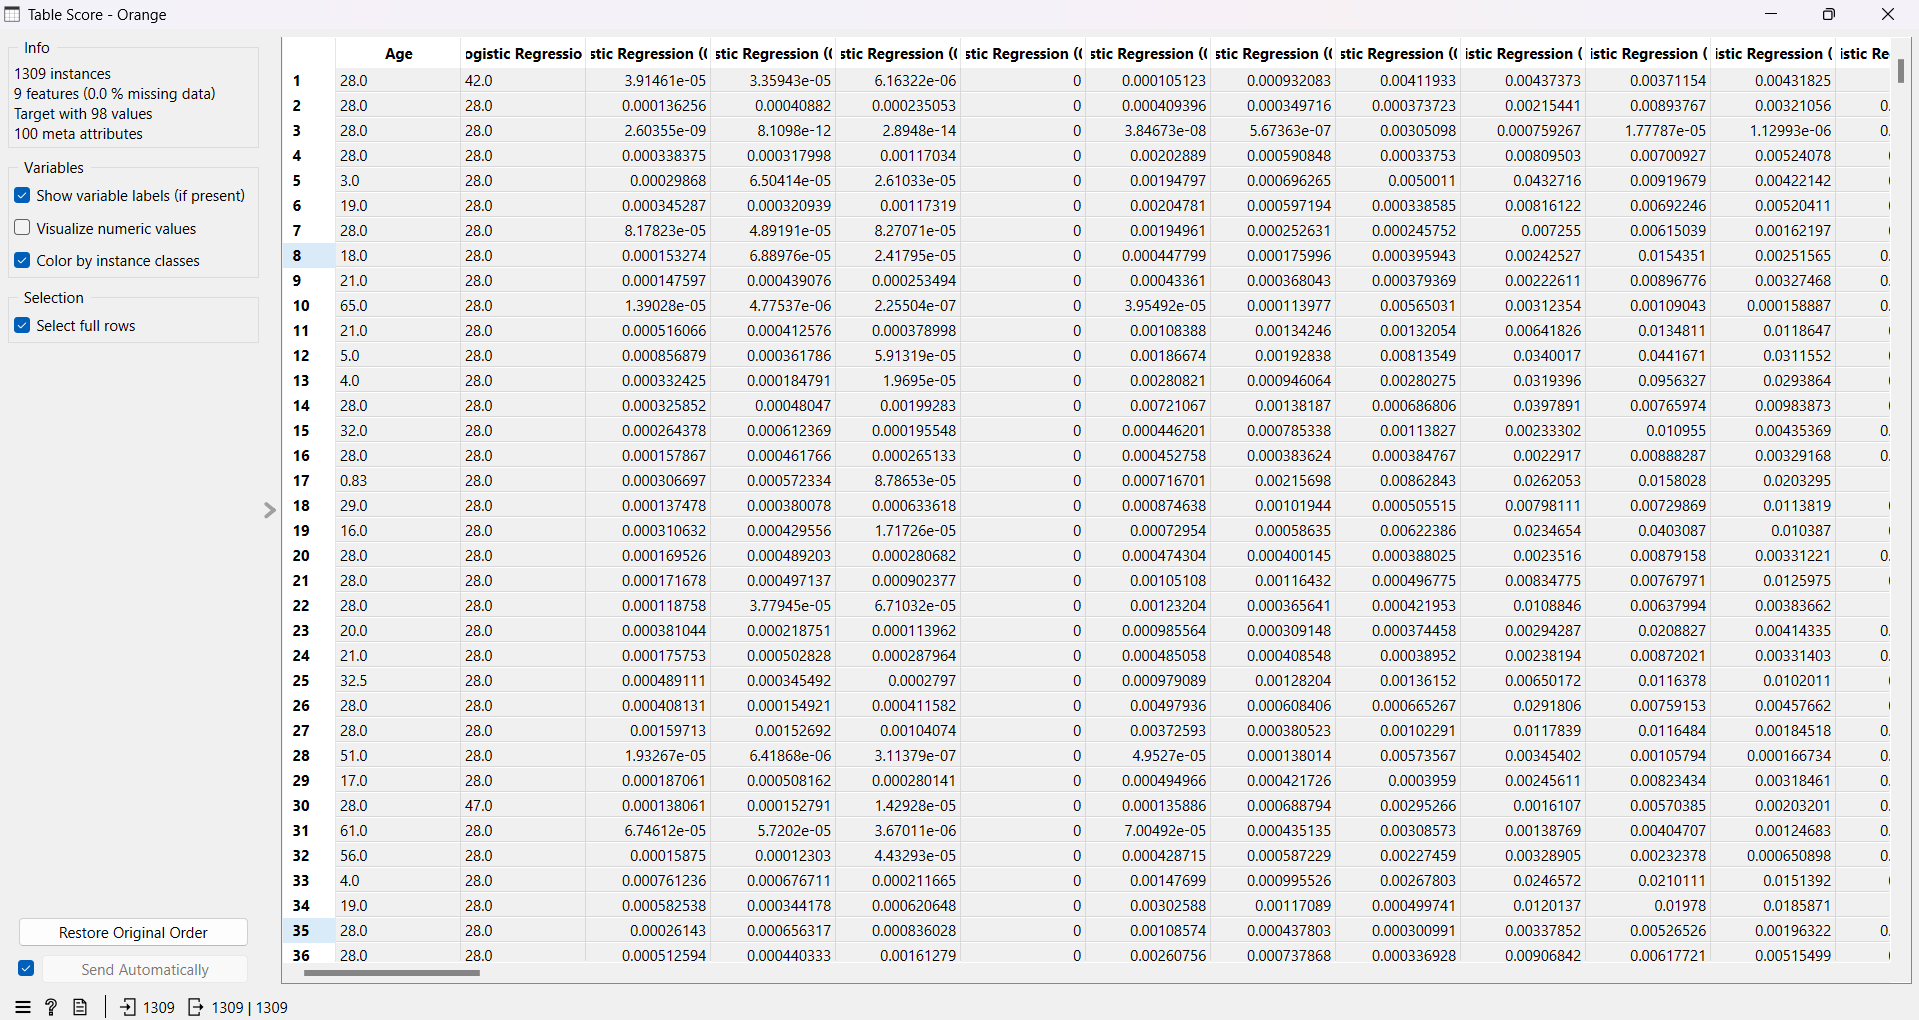 Table Score - Orange
Info
1309 instances
9 features (0.0 % missing data)
Target with 98 values
100 meta attributes
Variables
Show variable labels (if present)
Visualize numeric values
Color by instance classes
Selection
Select full rows
Restore Original Order
Send Automatically
1309 1309 | 1309
Age ogistic Regressio stic Regression (( stic Regression (( stic Regression (( stic Regression (( stic Regression (( stic Regression (( stic Regression (( istic Regression ( istic Regression ( istic Regression ( istic Re
1 28.0 42.0 3.91461e-05 3.35943e-05 6.16322e-06 0 0.000105123 0.000932083 0.00411933 0.00437373 0.00371154 0.00431825
2 28.0 28.0 0.000136256 0.00040882 0.000235053 0 0.000409396 0.000349716 0.000373723 0.00215441 0.00893767 0.00321056 0.
3 28.0 28.0 2.60355e-09 8.1098e-12 2.8948e-14 0 3.84673e-08 5.67363e-07 0.00305098 0.000759267 1.77787e-05 1.12993e-06 0.
4 28.0 28.0 0.000338375 0.000317998 0.00117034 0 0.00202889 0.000590848 0.00033753 0.00809503 0.00700927 0.00524078
5 3.0 28.0 0.00029868 6.50414e-05 2.61033e-05 0 0.00194797 0.000696265 0.0050011 0.0432716 0.00919679 0.00422142
6 19.0 28.0 0.000345287 0.000320939 0.00117319 0 0.00204781 0.000597194 0.000338585 0.00816122 0.00692246 0.00520411
7 28.0 28.0 8.17823e-05 4.89191e-05 8.27071e-05 0 0.00194961 0.000252631 0.000245752 0.007255 0.00615039 0.00162197
8 18.0 28.0 0.000153274 6.88976e-05 2.41795e-05 0 0.000447799 0.000175996 0.000395943 0.00242527 0.0154351 0.00251565 0.
9 21.0 28.0 0.000147597 0.000439076 0.000253494 0 0.00043361 0.000368043 0.000379369 0.00222611 0.00896776 0.00327468 0.
10 65.0 28.0 1.39028e-05 4.77537e-06 2.25504e-07 0 3.95492e-05 0.000113977 0.00565031 0.00312354 0.00109043 0.000158887 0.
11 21.0 28.0 0.000516066 0.000412576 0.000378998 0 0.00108388 0.00134246 0.00132054 0.00641826 0.0134811 0.0118647
12 5.0 28.0 0.000856879 0.000361786 5.91319e-05 0 0.00186674 0.00192838 0.00813549 0.0340017 0.0441671 0.0311552
13 4.0 28.0 0.000332425 0.000184791 1.9695e-05 0 0.00280821 0.000946064 0.00280275 0.0319396 0.0956327 0.0293864
14 28.0 28.0 0.000325852 0.00048047 0.00199283 0 0.00721067 0.00138187 0.000686806 0.0397891 0.00765974 0.00983873
15 32.0 28.0 0.000264378 0.000612369 0.000195548 0 0.000446201 0.000785338 0.00113827 0.00233302 0.010955 0.00435369 0.
16 28.0 28.0 0.000157867 0.000461766 0.000265133 0 0.000452758 0.000383624 0.000384767 0.0022917 0.00888287 0.00329168 0.
17 0.83 28.0 0.000306697 0.000572334 8.78653e-05 0 0.000716701 0.00215698 0.00862843 0.0262053 0.0158028 0.0203295
18 29.0 28.0 0.000137478 0.000380078 0.000633618 0 0.000874638 0.00101944 0.000505515 0.00798111 0.00729869 0.0113819
19 16.0 28.0 0.000310632 0.000429556 1.71726e-05 0 0.00072954 0.00058635 0.00622386 0.0234654 0.0403087 0.010387
20 28.0 28.0 0.000169526 0.000489203 0.000280682 0 0.000474304 0.000400145 0.000388025 0.0023516 0.00879158 0.00331221 0.
21 28.0 28.0 0.000171678 0.000497137 0.000902377 0 0.00105108 0.00116432 0.000496775 0.00834775 0.00767971 0.0125975
22 28.0 28.0 0.000118758 3.77945e-05 6.71032e-05 0 0.00123204 0.000365641 0.000421953 0.0108846 0.00637994 0.00383662
23 20.0 28.0 0.000381044 0.000218751 0.000113962 0 0.000985564 0.000309148 0.000374458 0.00294287 0.0208827 0.00414335 0.
24 21.0 28.0 0.000175753 0.000502828 0.000287964 0 0.000485058 0.000408548 0.00038952 0.00238194 0.00872021 0.00331403 0.
25 32.5 28.0 0.000489111 0.000345492 0.0002797 0 0.000979089 0.00128204 0.00136152 0.00650172 0.0116378 0.0102011
26 28.0 28.0 0.000408131 0.000154921 0.000411582 0 0.00497936 0.000608406 0.000665267 0.0291806 0.00759153 0.00457662
27 28.0 28.0 0.00159713 0.00152692 0.00104074 0 0.00372593 0.000380523 0.00102291 0.0117839 0.0116484 0.00184518 0.
28 51.0 28.0 1.93267e-05 6.41868e-06 3.11379e-07 0 4.9527e-05 0.000138014 0.00573567 0.00345402 0.00105794 0.000166734 0.
29 17.0 28.0 0.000187061 0.000508162 0.000280141 0 0.000494966 0.000421726 0.0003959 0.00245611 0.00823434 0.00318461 0.
30 28.0 47.0 0.000138061 0.000152791 1.42928e-05 0 0.000135886 0.000688794 0.00295266 0.0016107 0.00570385 0.00203201 0.
31 61.0 28.0 6.74612e-05 5.7202e-05 3.67011e-06 0 7.00492e-05 0.000435135 0.00308573 0.00138769 0.00404707 0.00124683 0.
32 56.0 28.0 0.00015875 0.00012303 4.43293e-05 0 0.000428715 0.000587229 0.00227459 0.00328905 0.00232378 0.000650898 0.
33 4.0 28.0 0.000761236 0.000676711 0.000211665 0 0.00147699 0.000995526 0.00267803 0.0246572 0.0210111 0.0151392
34 19.0 28.0 0.000582538 0.000344178 0.000620648 0 0.00302588 0.00117089 0.000499741 0.0120137 0.01978 0.0185871
35 28.0 28.0 0.00026143 0.000656317 0.000836028 0 0.00108574 0.000437803 0.000300991 0.00337852 0.00526526 0.00196322 0.
36 28.0 28.0 0.000512594 0.000440333 0.00161279 0 0.00260756 0.000737868 0.000336928 0.00906842 0.00617721 0.00515499